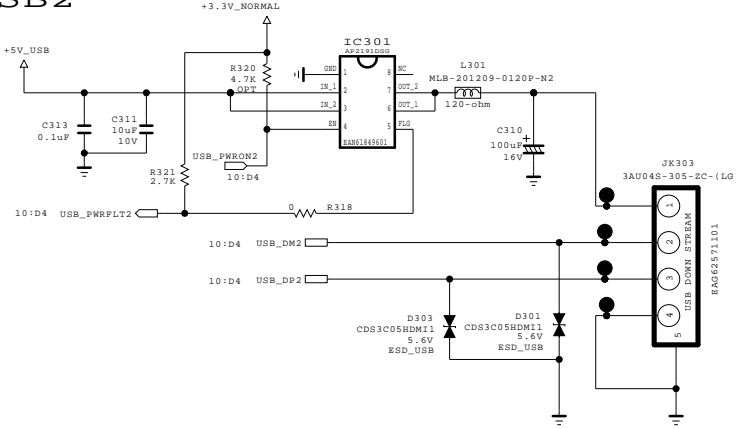 +3.3V_NORMAL
+5V_USB
IC301
AP2191DSG
R320
4.7K
OPT
GND
1
8
NC
IN_1
2
7
OUT_2
IN_2
3
6
OUT_1
EN
4
5
FLG
EAN61849601
L301
MLB-201209-0120P-N2
120-ohm
C313
0.1uF
C311
10uF
10V
C310
100uF
16V
R321
2.7K
USB_PWRON2
10:D4
JK303
3AU04S-305-ZC-(LG
10:D4 USB_PWRFLT2
0
R318
10:D4 USB_DM2
10:D4 USB_DP2
1
2
3
4
5
USB DOWN STREAM
EAG62571101
D303
CDS3C05HDMI1
5.6V
ESD_USB
D301
CDS3C05HDMI1
5.6V
ESD_USB